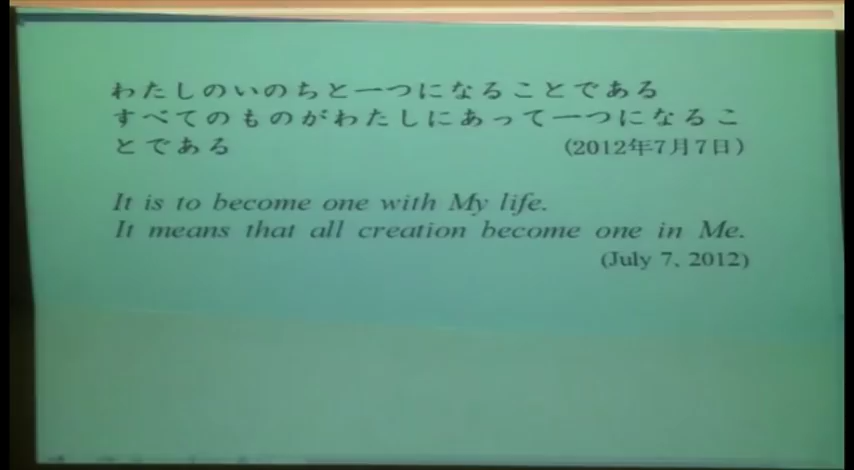 わたしのいのちと一つになることである
すべてのものがわたしにあって一つになるこ
とである (2012年7月7日)
It is to become one with My life.
It means that all creation become one in Me.
(July 7, 2012)